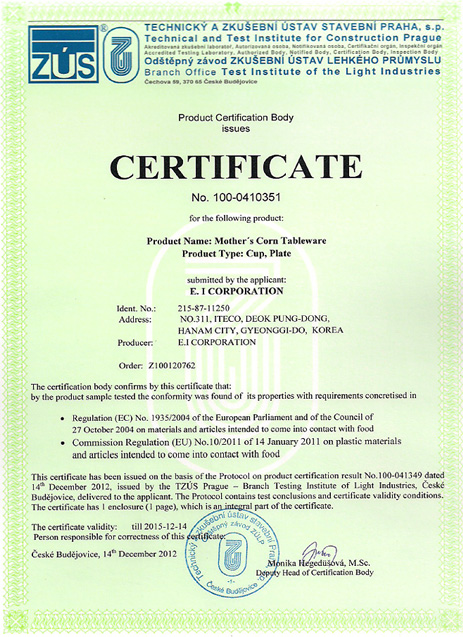 ZÚS
®
TECHNICKÝ A ZKUŠEBNÍ ÚSTAV STAVEBNÍ PRAHA, s.p.
Technical and Test Institute for Construction Prague
Akreditovaná zkušební laboratoř, Autorizovaná osoba, Notifikovaná osoba, Certifikační orgán, Inspekční orgán
Accredited Testing Laboratory, Authorized Body, Notified Body, Certification Body, Inspection Body
Odštěpný závod ZKUŠEBNÍ ÚSTAV LEHKÉHO PRŮMYSLU
Branch Office Test Institute of the Light Industries
Čechova 59, 370 65 České Budějovice
Product Certification Body
issues
CERTIFICATE
No. 100-0410351
for the following product:
Product Name: Mother´s Corn Tableware
Product Type: Cup, Plate
submitted by the applicant:
E. I CORPORATION
Ident. No.: 215-87-11250
Address: NO.311, ITECO, DEOK PUNG-DONG,
HANAM CITY, GYEONGGI-DO, KOREA
Producer: E.I CORPORATION
Order: Z100120762
The certification body confirms by this certificate that:
by the product sample tested the conformity was found of its properties with requirements concretised in
• Regulation (EC) No. 1935/2004 of the European Parliament and of the Council of
27 October 2004 on materials and articles intended to come into contact with food
• Commission Regulation (EU) No.10/2011 of 14 January 2011 on plastic materials
and articles intended to come into contact with food
This certificate has been issued on the basis of the Protocol on product certification result No.100-041349 dated
14th December 2012, issued by the TZÚS Prague – Branch Testing Institute of Light Industries, České
Budějovice, delivered to the applicant. The Protocol contains test conclusions and certificate validity conditions.
The certificate has 1 enclosure (1 page), which is an integral part of the certificate.
The certificate validity: till 2015-12-14
Person responsible for correctness of this certificate:
České Budějovice, 14th December 2012
Technický a zkušební ústav stavební Praha
Odštěpný závod ZÚLP
-1-
České Budějovice
Monika Hegedüšová, M.Sc.
Deputy Head of Certification Body